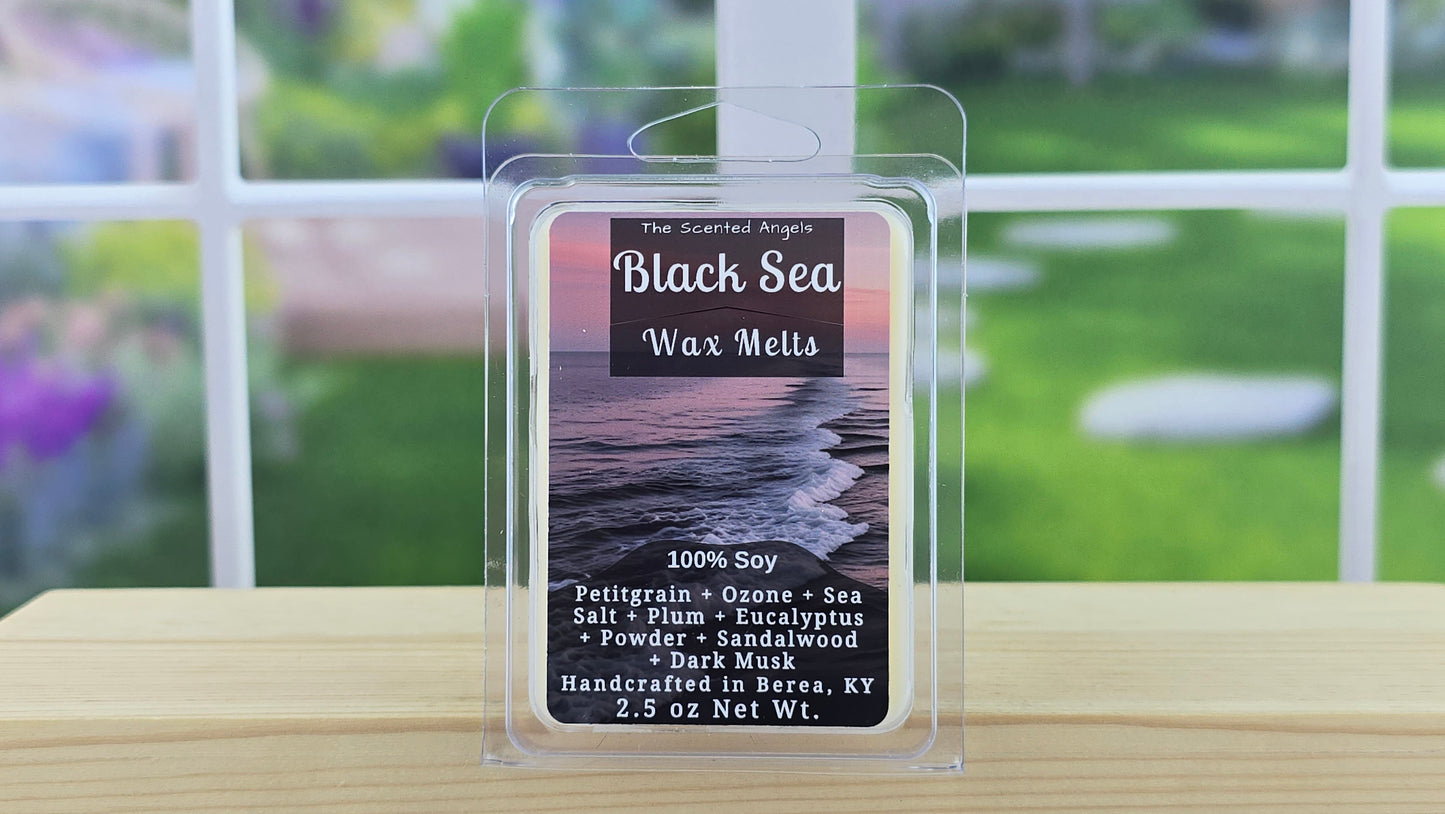 The Scented Angels
Black Sea
Wax Melts
100% Soy
Petitgrain + Ozone + Sea
Salt + Plum + Eucalyptus
+ Powder + Sandalwood
+ Dark Musk
Handcrafted in Berea, KY
2.5 oz Net Wt.